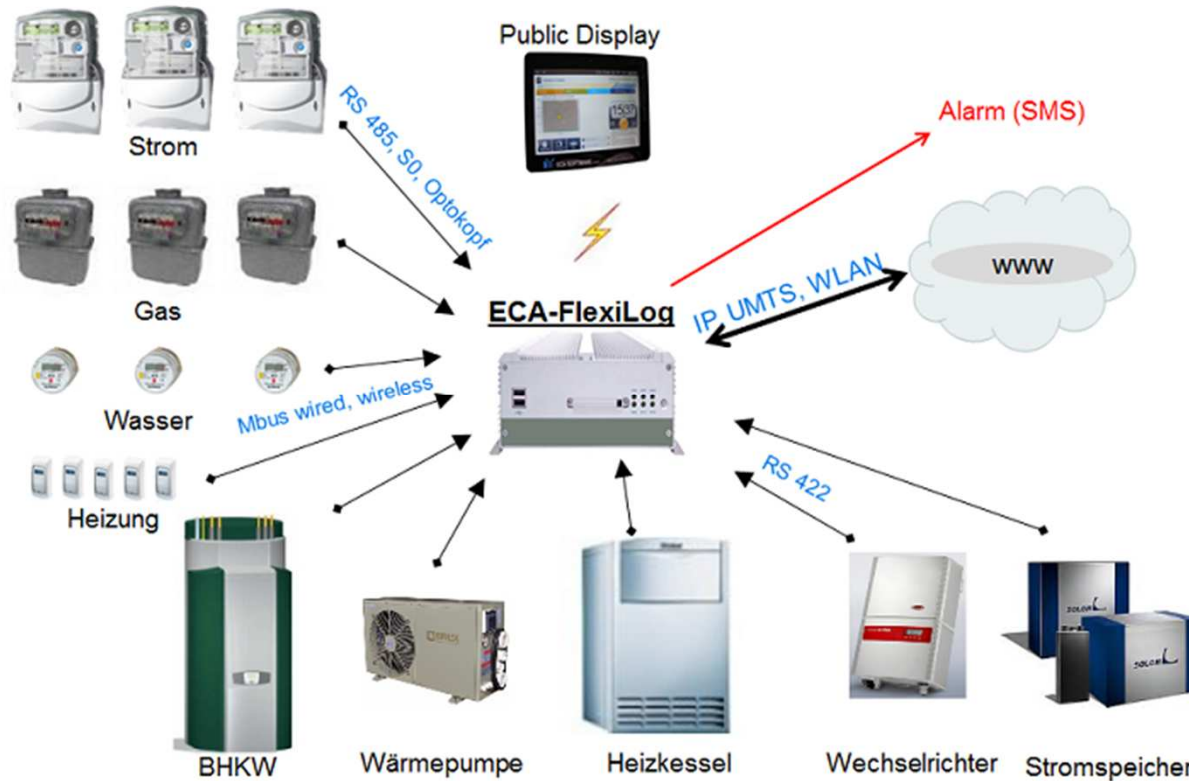 Public Display
Strom
RS 485, S0, Optokopf
Alarm (SMS)
Gas
ECA-FlexiLog
IP, UMTS, WLAN
www
Wasser
Mbus wired, wireless
Heizung
RS 422
BHKW
Wärmepumpe
Heizkessel
Wechselrichter
Stromspeicher